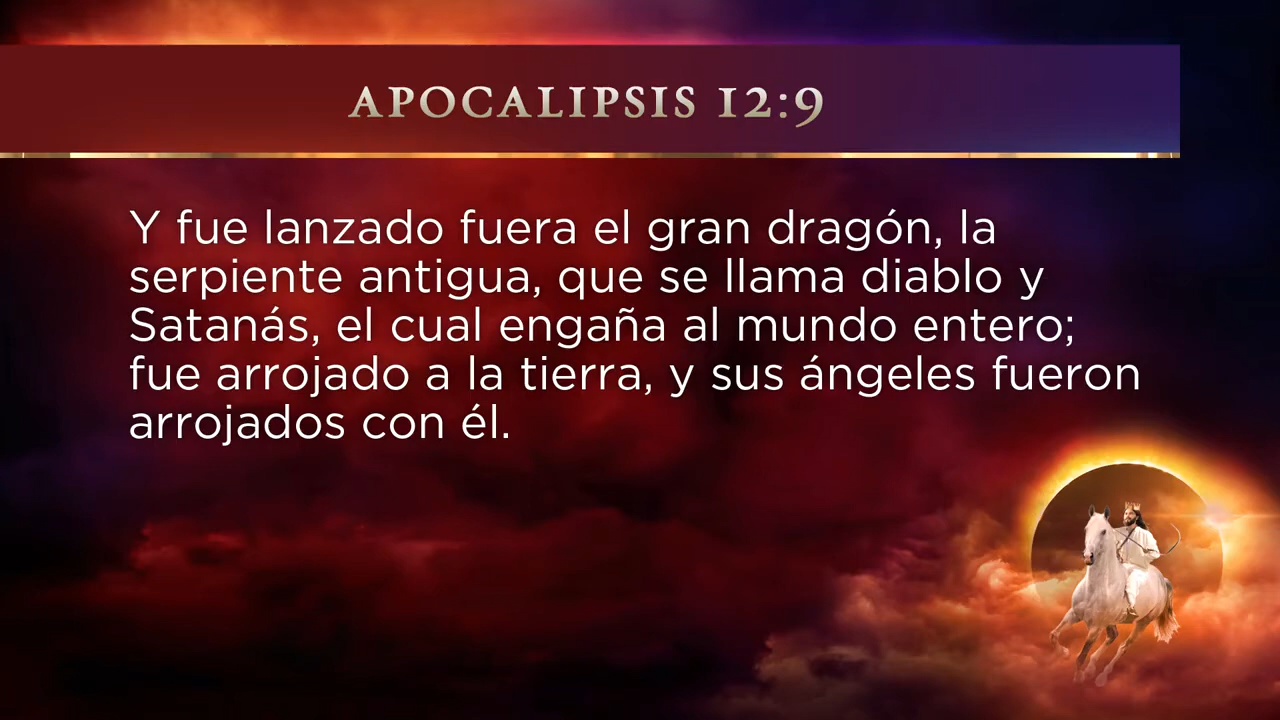 APOCALIPSIS 12:9
Y fue lanzado fuera el gran dragón, la
serpiente antigua, que se llama diablo y
Satanás, el cual engaña al mundo entero;
fue arrojado a la tierra, y sus ángeles fueron
arrojados con él.